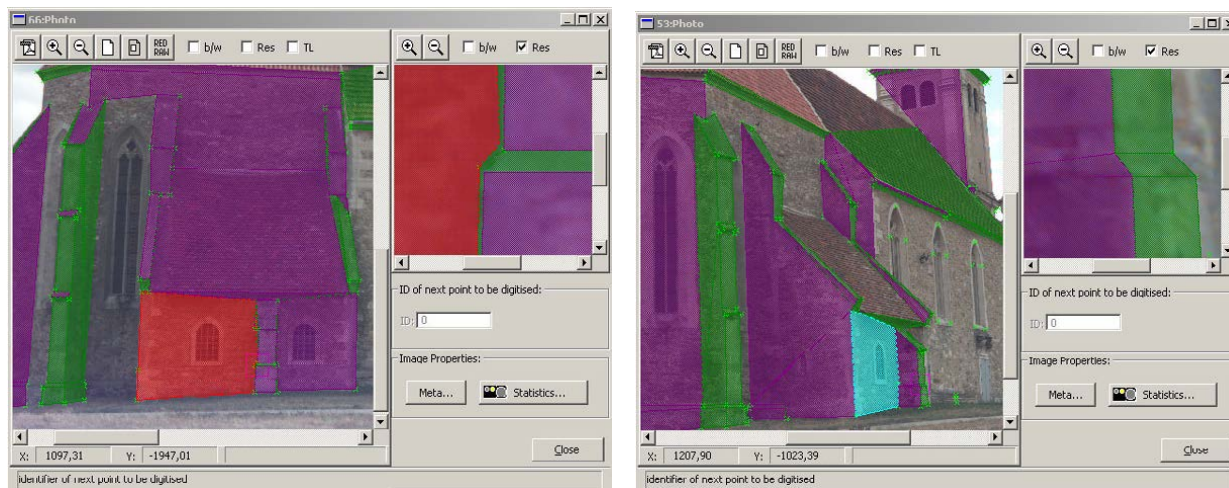 66:Photo
RED RAW b/w Res TL b/w Res
ID of next point to be digitised:
ID: 0
Image Properties:
Meta... Statistics...
Close
X: 1097,31 Y: -1947,01
identifier of next point to be digitised
53:Photo
RED RAW b/w Res TL b/w Res
ID of next point to be digitised:
ID: 0
Image Properties:
Meta... Statistics...
Close
X: 1207,90 Y: -1023,39
identifier of next point to be digitised